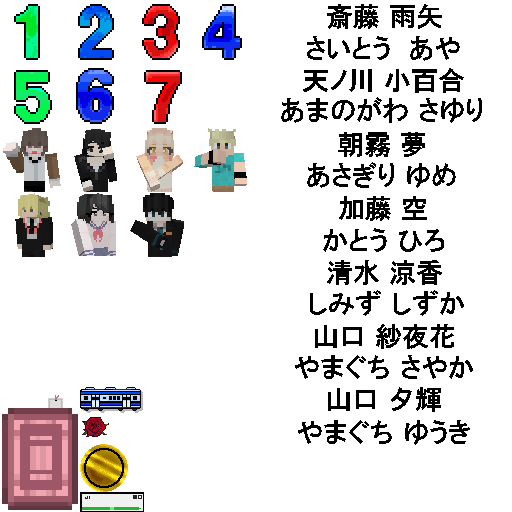 1 2 3 4
5 6 7
斎藤 雨矢
さいとう あや
天ノ川 小百合
あまのがわ さゆり
朝霧 夢
あさぎり ゆめ
加藤 空
かとう ひろ
清水 涼香
しみず しずか
山口 紗夜花
やまぐち さやか
山口 夕輝
やまぐち ゆうき